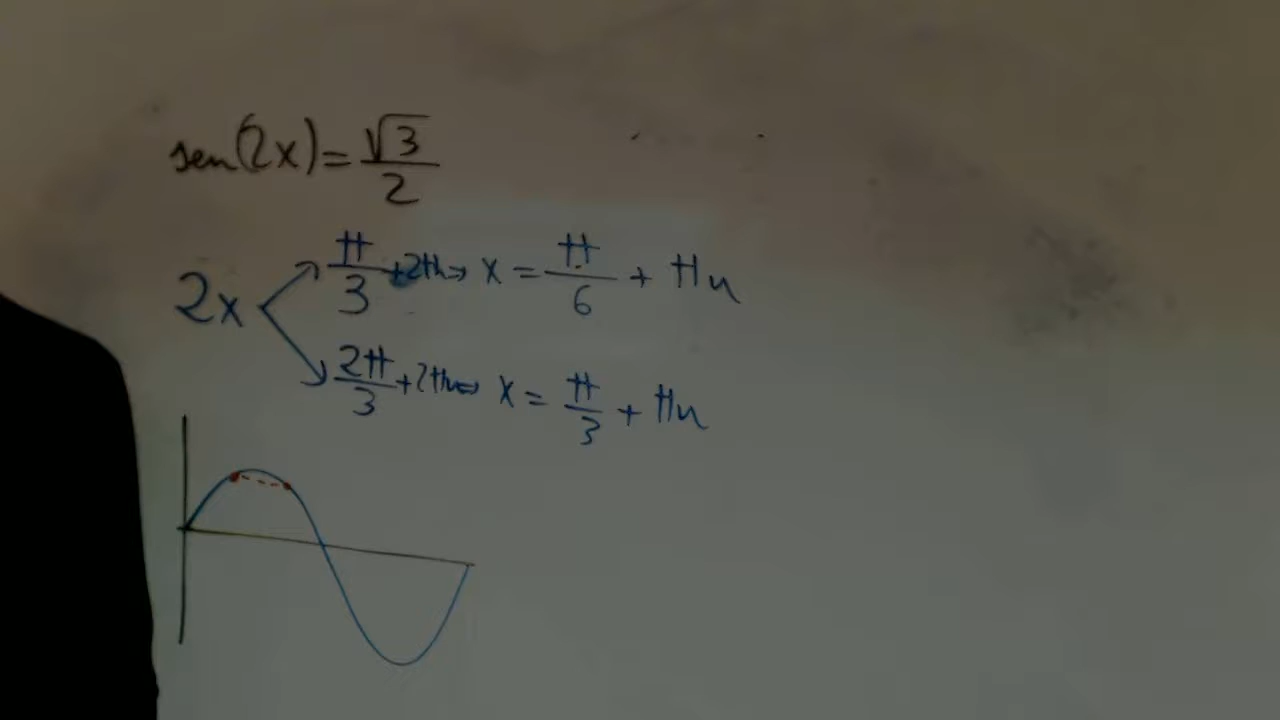 sen(2x) = √3/2
2x
π/3 + 2πn => x = π/6 + πn
2π/3 + 2πn => x = π/3 + πn